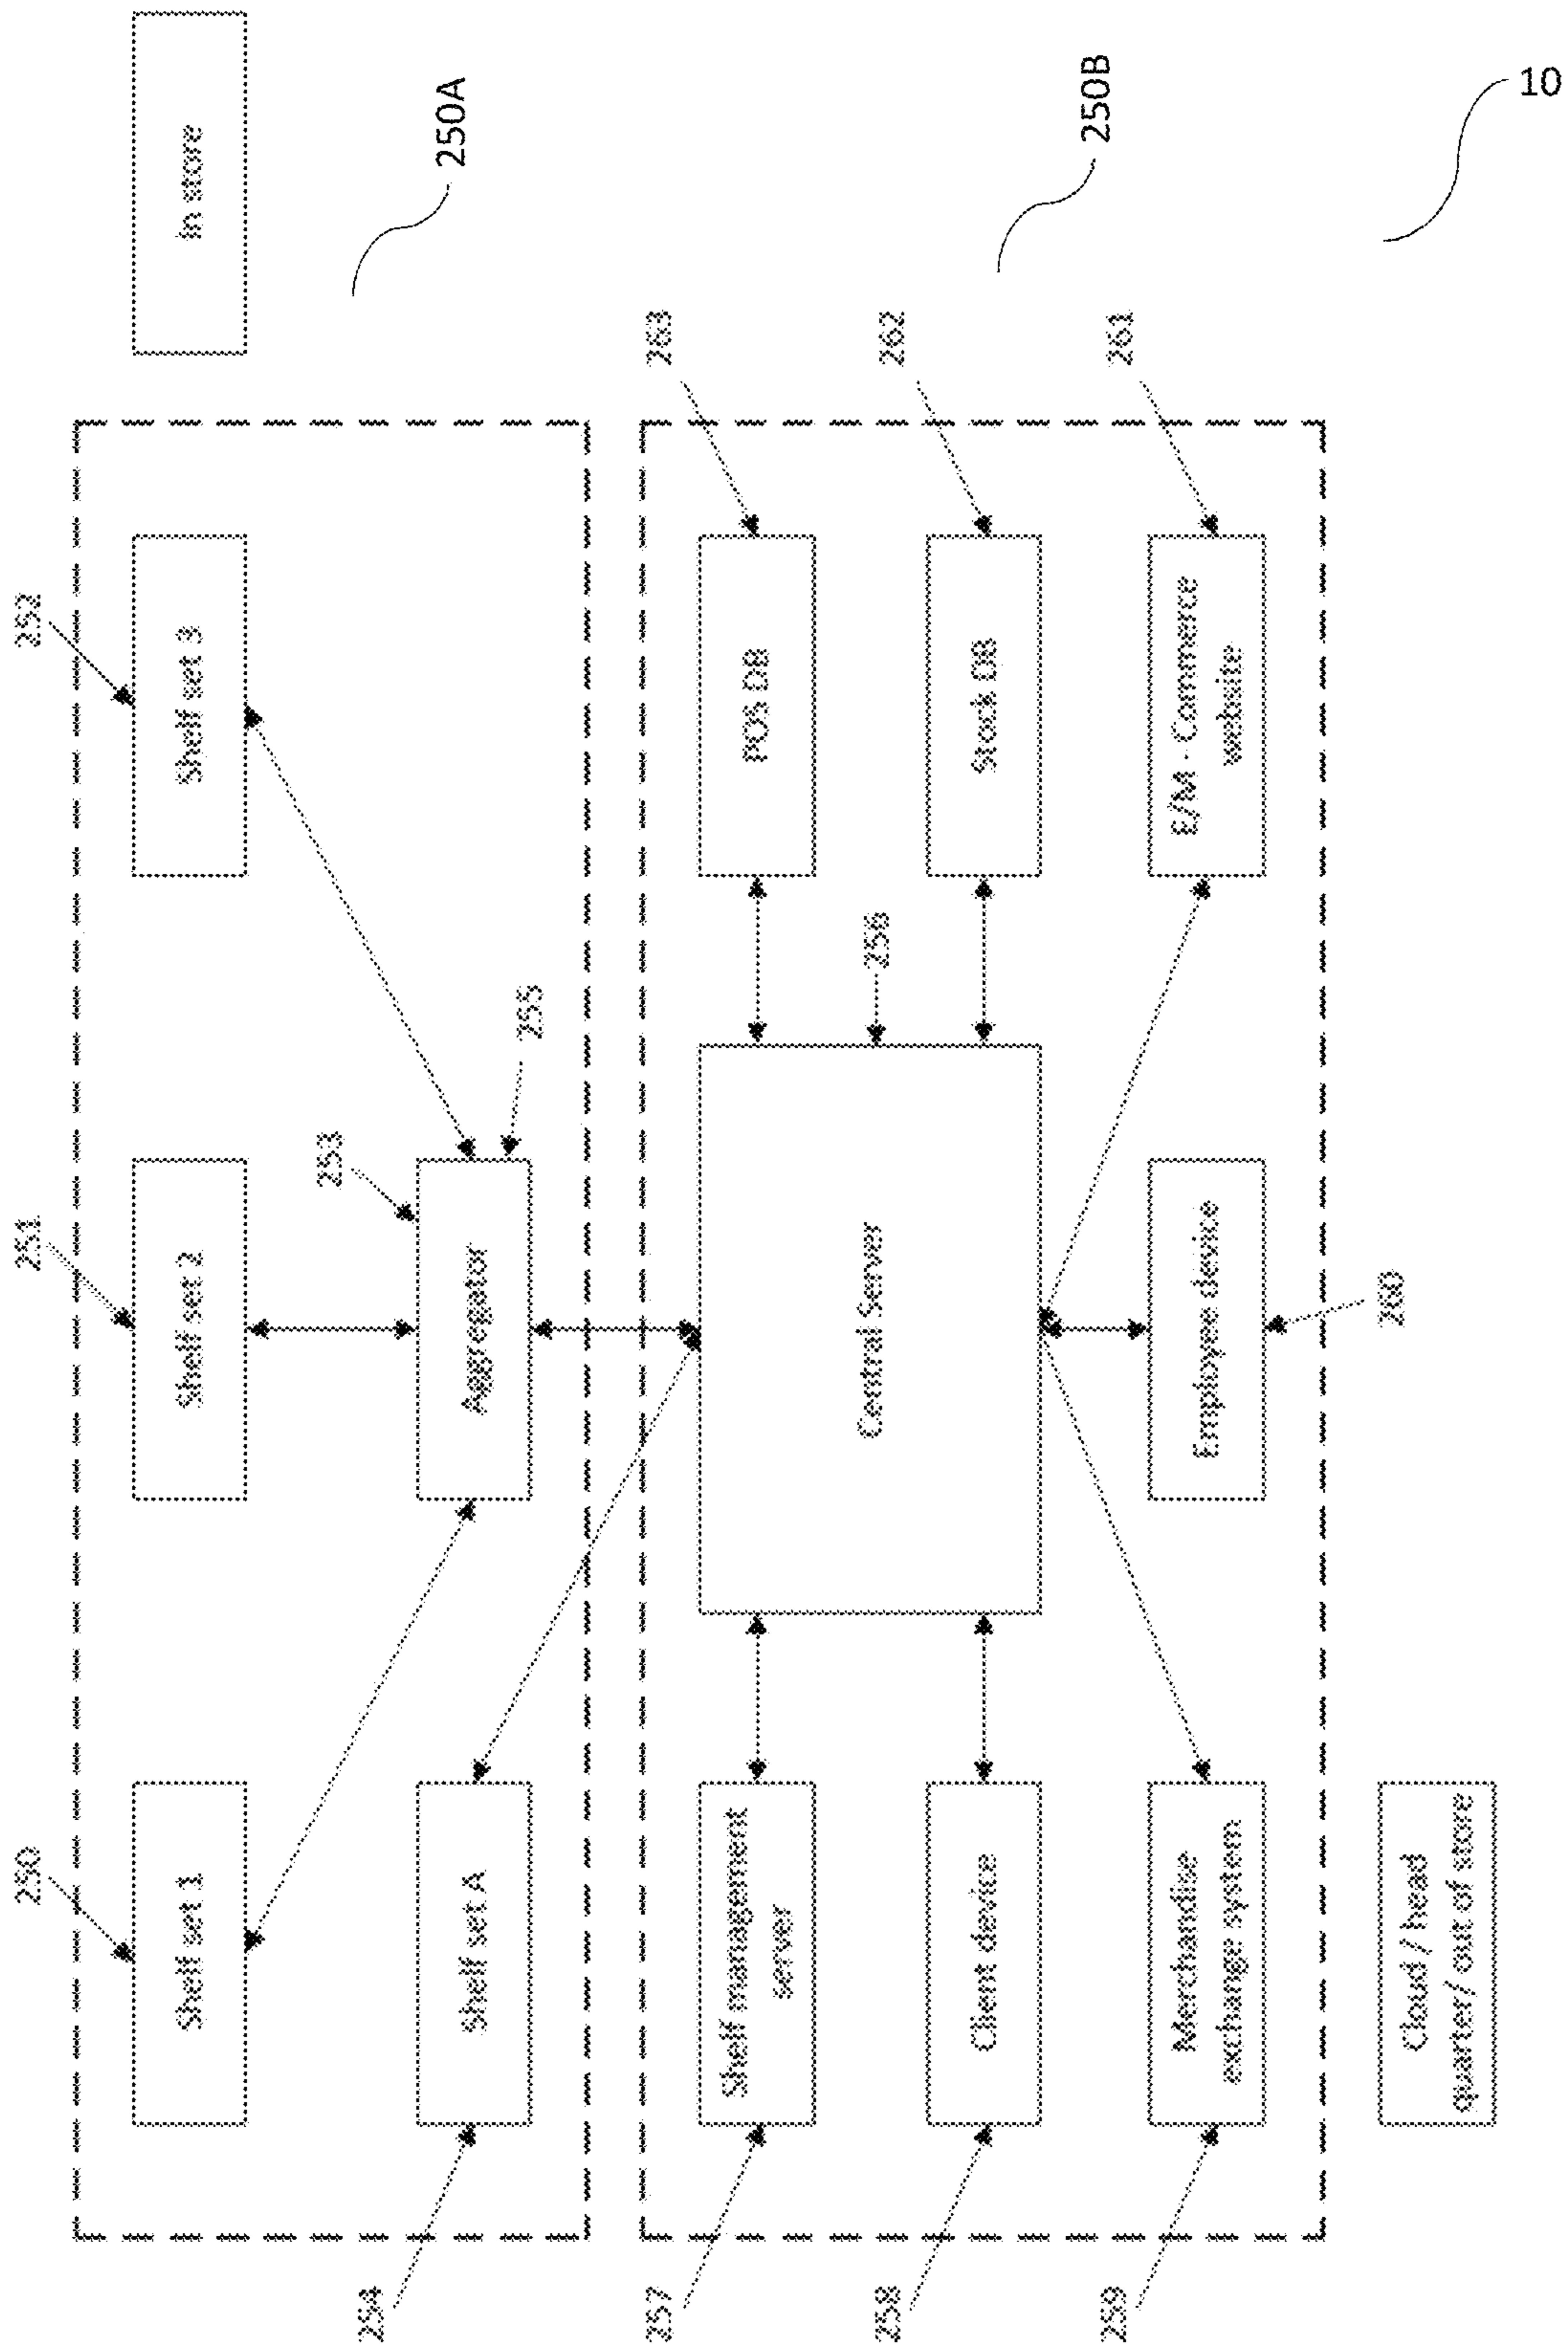 250
251
252
Shelf set 1
Shelf set 2
Shelf set 3
In store
253
254
250A
Shelf set A
Aggregator
255
257
263
Shelf management
server
POS DB
Central Server
256
258
262
Client device
Stock DB
250B
259
261
Merchandise
exchange system
Employee device
E/M - Commerce
website
260
Cloud / head
quarter/ out of store
10